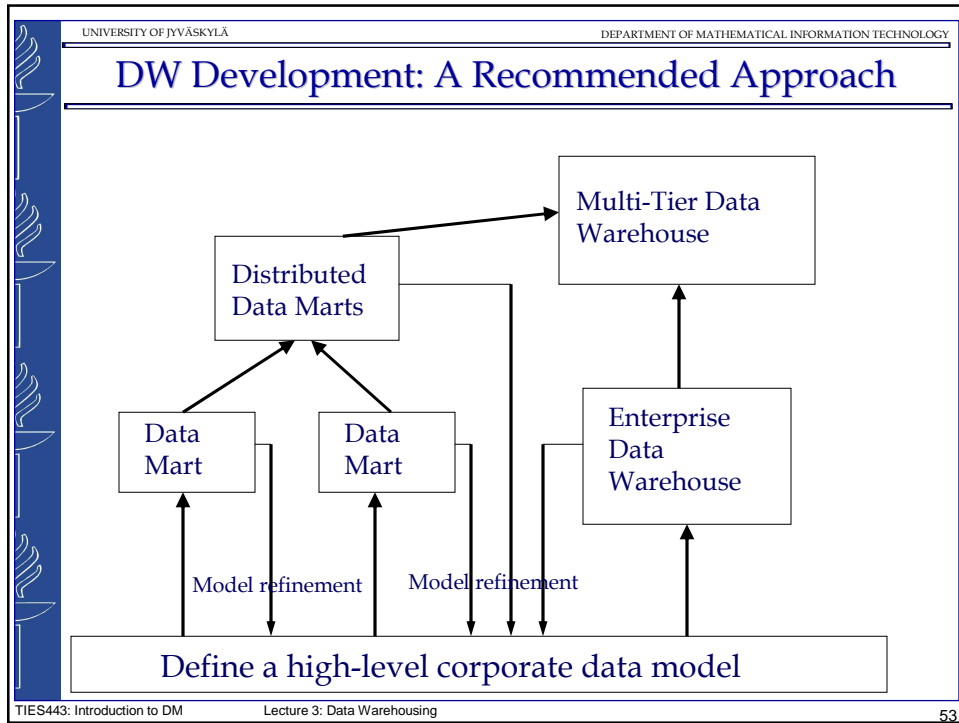 UNIVERSITY OF JYVÄSKYLÄ
DEPARTMENT OF MATHEMATICAL INFORMATION TECHNOLOGY
DW Development: A Recommended Approach
Multi-Tier Data
Warehouse
Distributed
Data Marts
Data
Mart
Data
Mart
Enterprise
Data
Warehouse
Model refinement
Model refinement
Define a high-level corporate data model
TIES443: Introduction to DM
Lecture 3: Data Warehousing
53